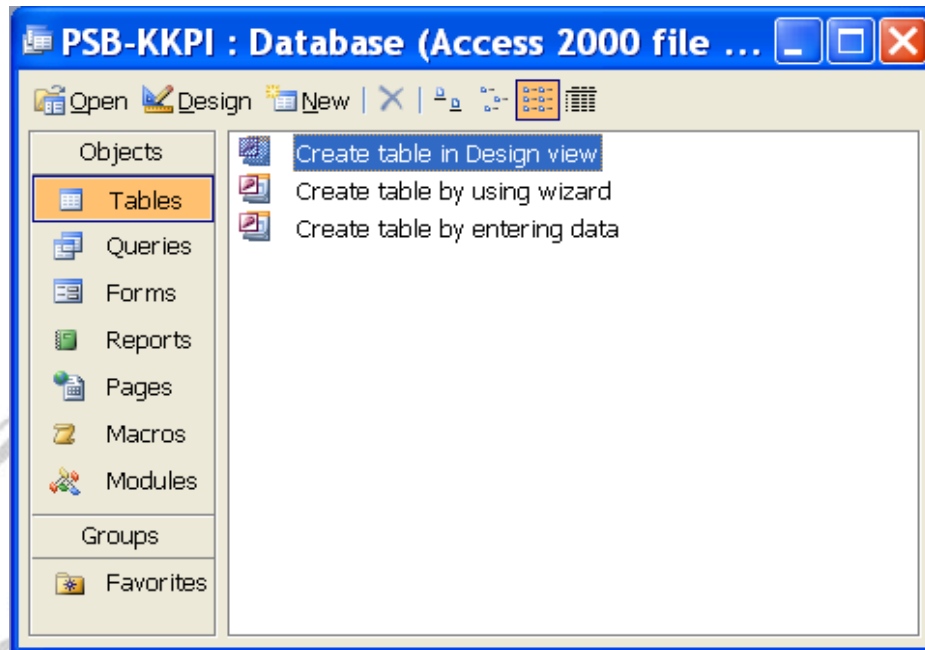 PSB-KKPI : Database (Access 2000 file ...
Open Design New
Objects
Tables
Queries
Forms
Reports
Pages
Macros
Modules
Groups
Favorites
Create table in Design view
Create table by using wizard
Create table by entering data